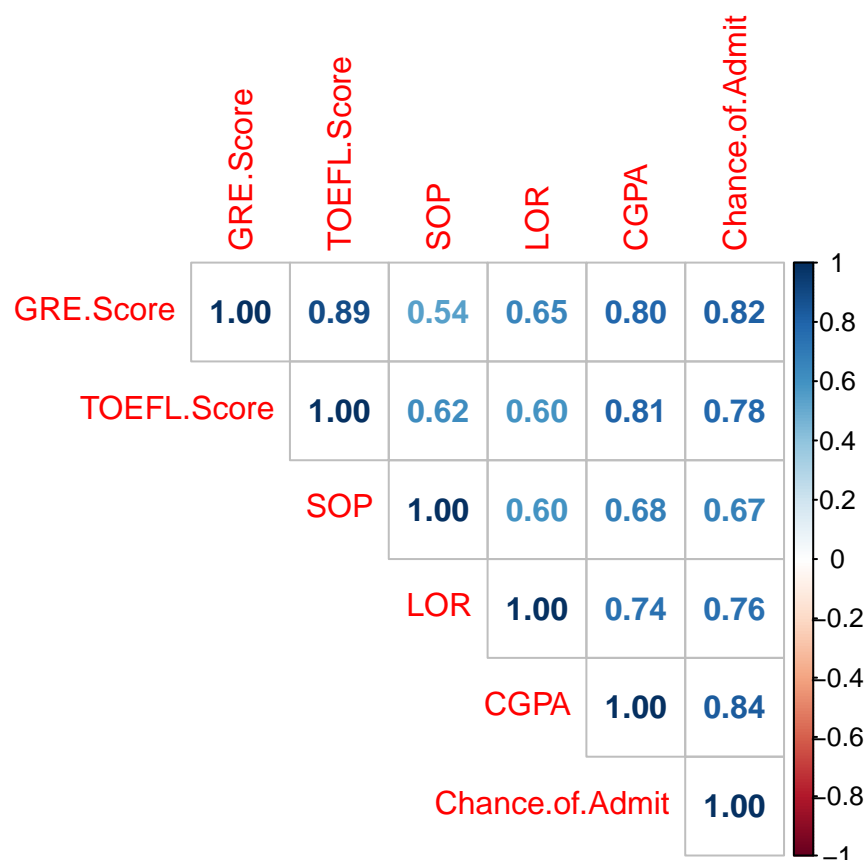 GRE.Score
TOEFL.Score
SOP
LOR
CGPA
Chance.of.Admit
GRE.Score 1.00 0.89 0.54 0.65 0.80 0.82
TOEFL.Score 1.00 0.62 0.60 0.81 0.78
SOP 1.00 0.60 0.68 0.67
LOR 1.00 0.74 0.76
CGPA 1.00 0.84
Chance.of.Admit 1.00
1
0.8
0.6
0.4
0.2
0
−0.2
−0.4
−0.6
−0.8
−1